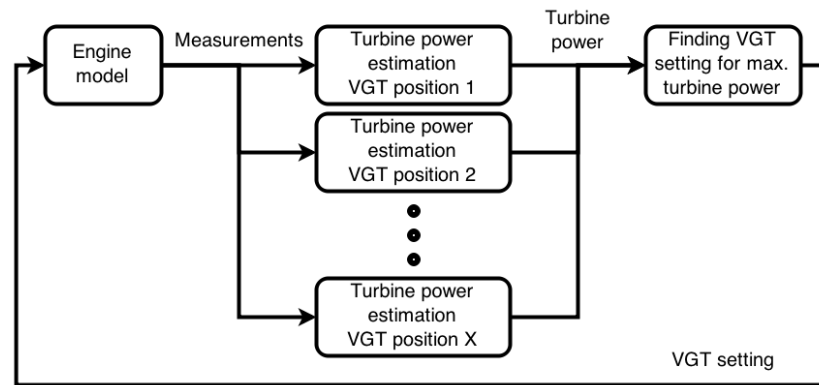 Engine
model
Measurements
Turbine power
estimation
VGT position 1
Turbine
power
Finding VGT
setting for max.
turbine power
Turbine power
estimation
VGT position 2
Turbine power
estimation
VGT position X
VGT setting